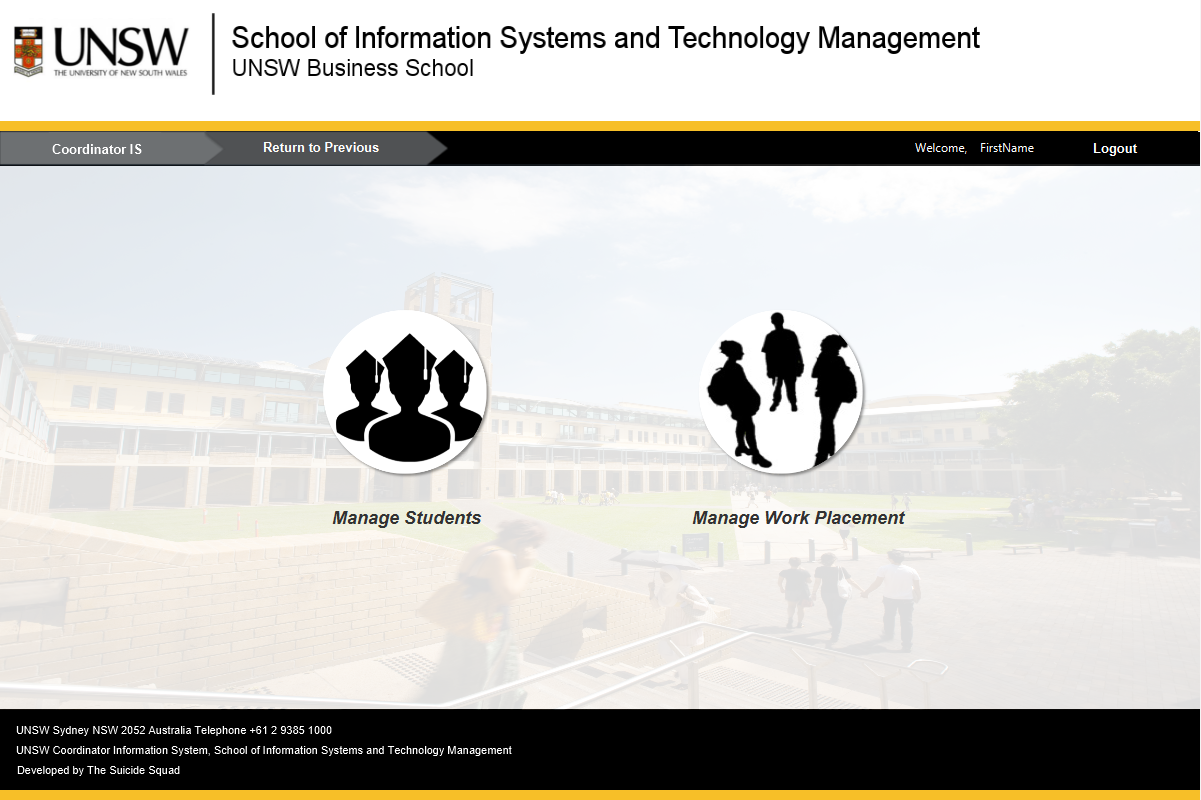 UNSW
THE UNIVERSITY OF NEW SOUTH WALES
School of Information Systems and Technology Management
UNSW Business School
Coordinator IS
Return to Previous
Welcome, FirstName
Logout
Manage Students
Manage Work Placement
UNSW Sydney NSW 2052 Australia Telephone +61 2 9385 1000
UNSW Coordinator Information System, School of Information Systems and Technology Management
Developed by The Suicide Squad